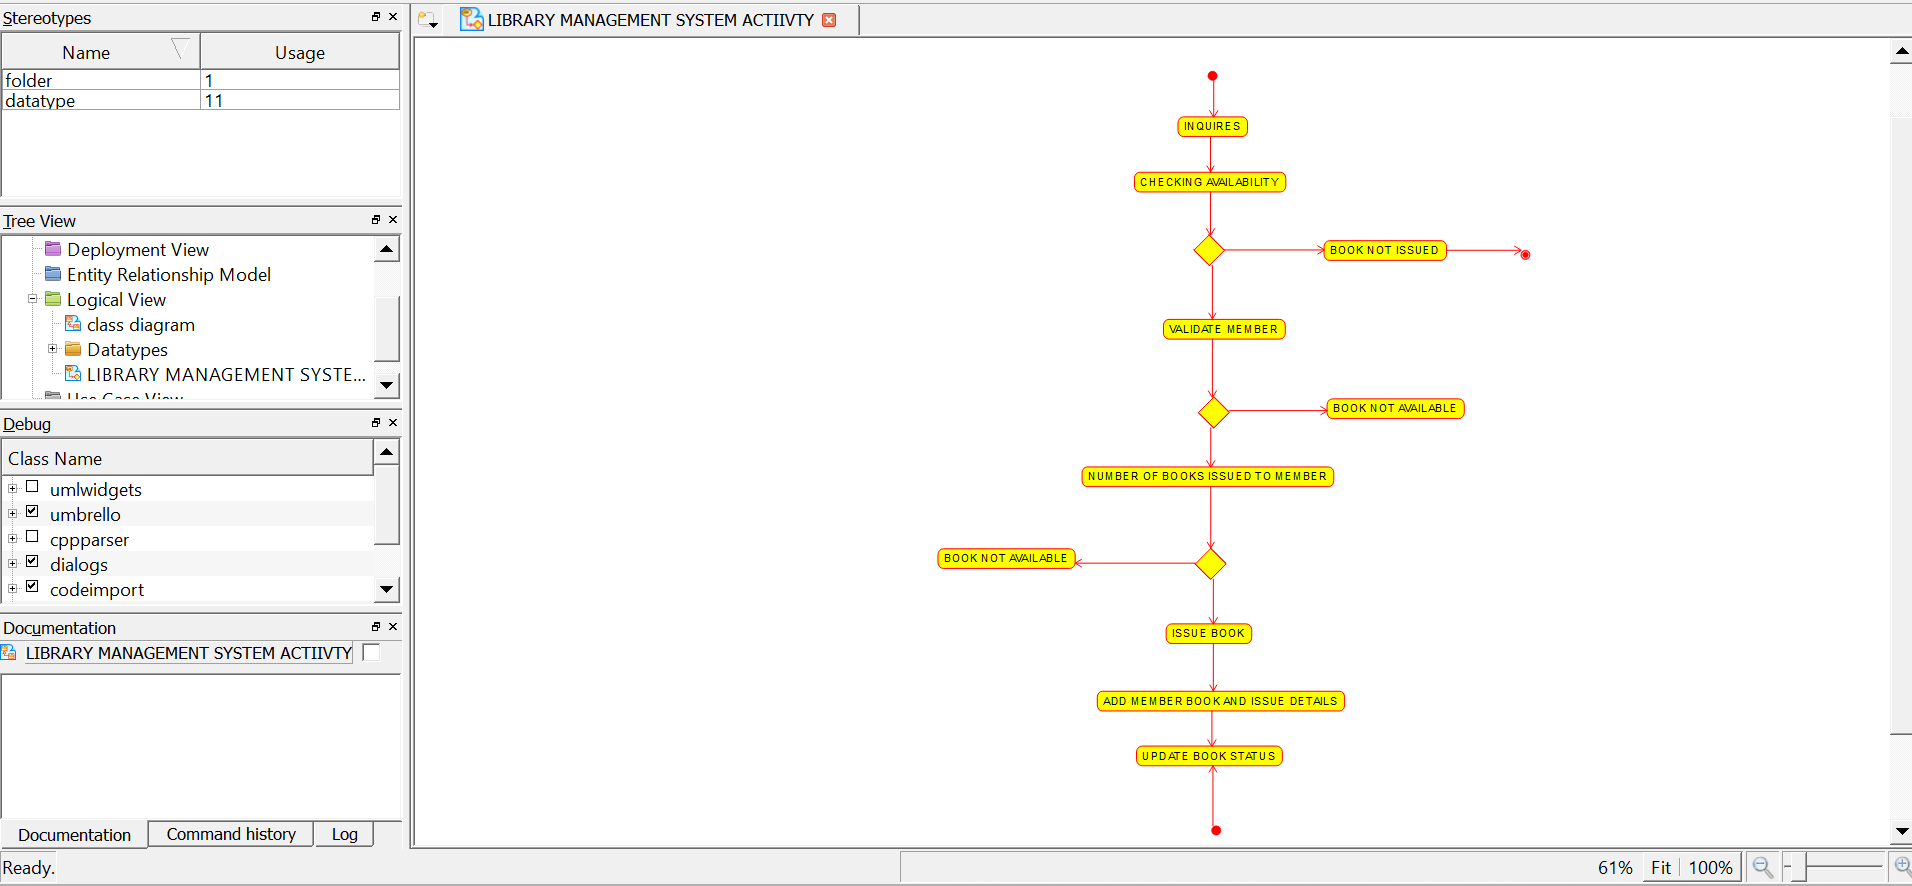 Stereotypes
Name Usage
folder 1
datatype 11
Tree View
Deployment View
Entity Relationship Model
Logical View
class diagram
Datatypes
LIBRARY MANAGEMENT SYSTE...
Use Case View
Debug
Class Name
umlwidgets
umbrello
cppparser
dialogs
codeimport
Documentation
LIBRARY MANAGEMENT SYSTEM ACTIIVTY
Documentation Command history Log
Ready.
LIBRARY MANAGEMENT SYSTEM ACTIIVTY
INQUIRES
CHECKING AVAILABILITY
BOOK NOT ISSUED
VALIDATE MEMBER
BOOK NOT AVAILABLE
NUMBER OF BOOKS ISSUED TO MEMBER
BOOK NOT AVAILABLE
ISSUE BOOK
ADD MEMBER BOOK AND ISSUE DETAILS
UPDATE BOOK STATUS
61% Fit 100%